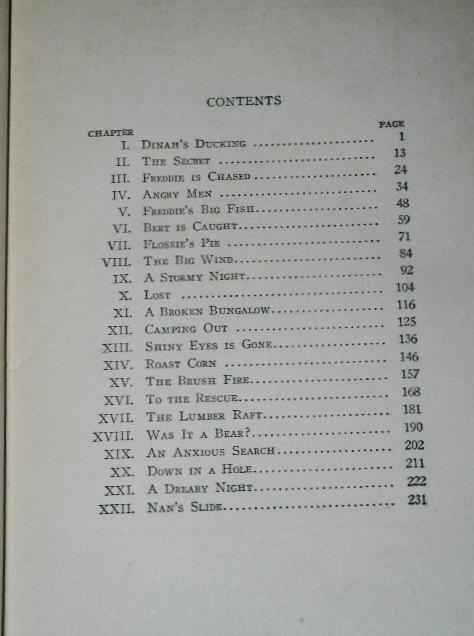 CONTENTS
CHAPTER PAGE
I. DINAH'S DUCKING .................... 1
II. THE SECRET .................... 13
III. FREDDIE IS CHASED .................... 24
IV. ANGRY MEN .................... 34
V. FREDDIE'S BIG FISH .................... 48
VI. BERT IS CAUGHT .................... 59
VII. FLOSSIE'S PIE .................... 71
VIII. THE BIG WIND .................... 84
IX. A STORMY NIGHT .................... 92
X. LOST .................... 104
XI. A BROKEN BUNGALOW .................... 116
XII. CAMPING OUT .................... 125
XIII. SHINY EYES IS GONE .................... 136
XIV. ROAST CORN .................... 146
XV. THE BRUSH FIRE .................... 157
XVI. TO THE RESCUE .................... 168
XVII. THE LUMBER RAFT .................... 181
XVIII. WAS IT A BEAR? .................... 190
XIX. AN ANXIOUS SEARCH .................... 202
XX. DOWN IN A HOLE .................... 211
XXI. A DREARY NIGHT .................... 222
XXII. NAN'S SLIDE .................... 231